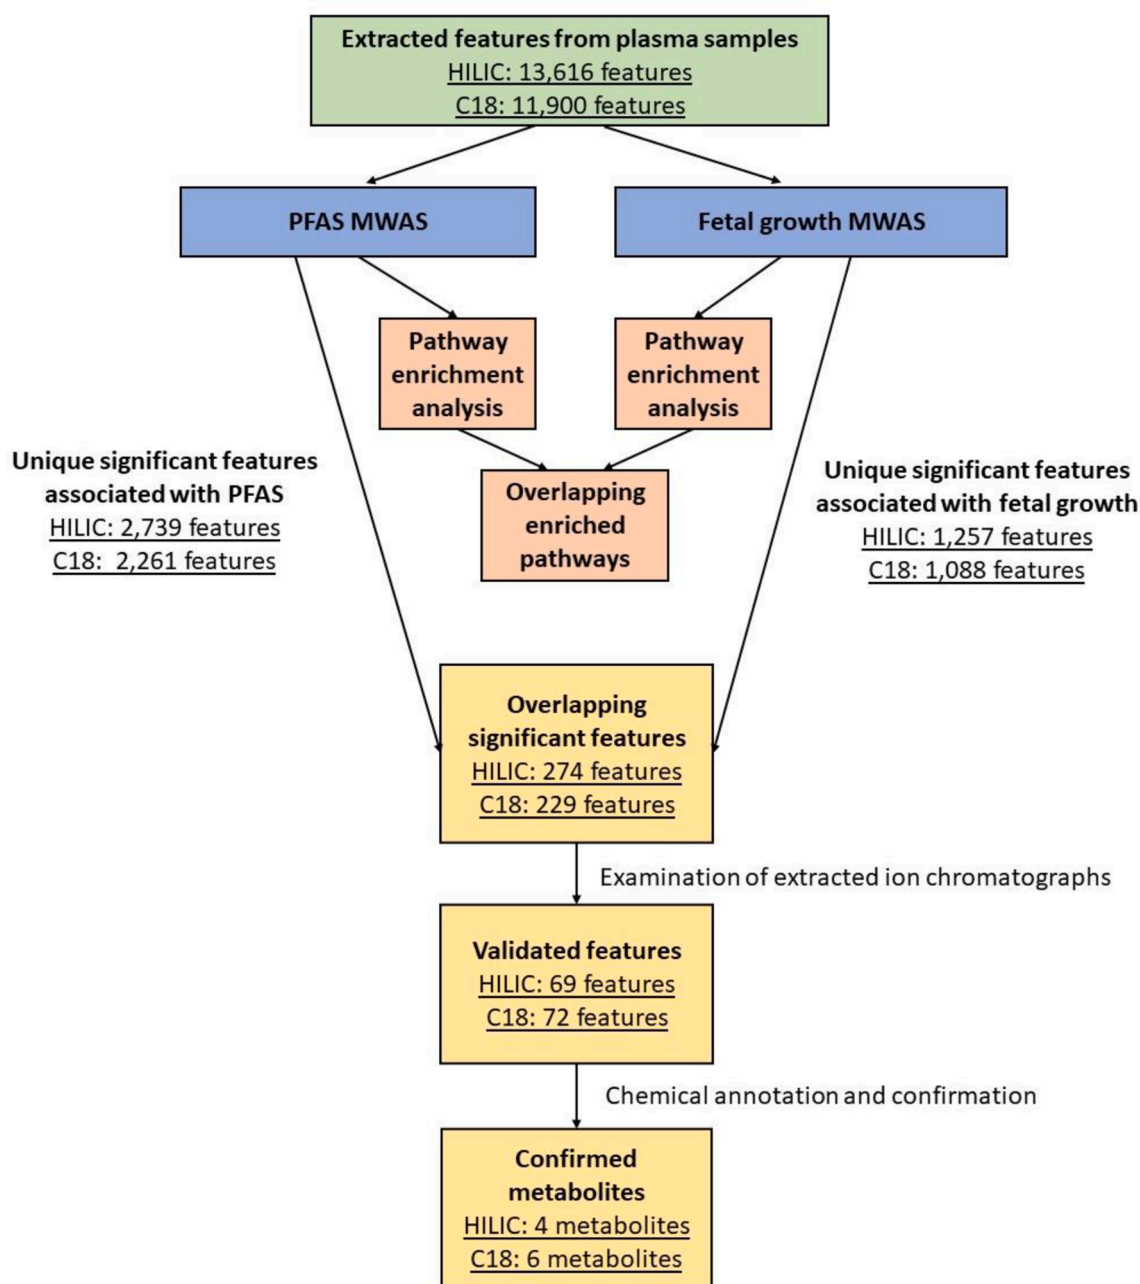 Extracted features from plasma samples
HILIC: 13,616 features
C18: 11,900 features
PFAS MWAS
Fetal growth MWAS
Pathway
enrichment
analysis
Pathway
enrichment
analysis
Unique significant features
associated with PFAS
HILIC: 2,739 features
C18: 2,261 features
Overlapping
enriched
pathways
Unique significant features
associated with fetal growth
HILIC: 1,257 features
C18: 1,088 features
Overlapping
significant features
HILIC: 274 features
C18: 229 features
Examination of extracted ion chromatographs
Validated features
HILIC: 69 features
C18: 72 features
Chemical annotation and confirmation
Confirmed
metabolites
HILIC: 4 metabolites
C18: 6 metabolites